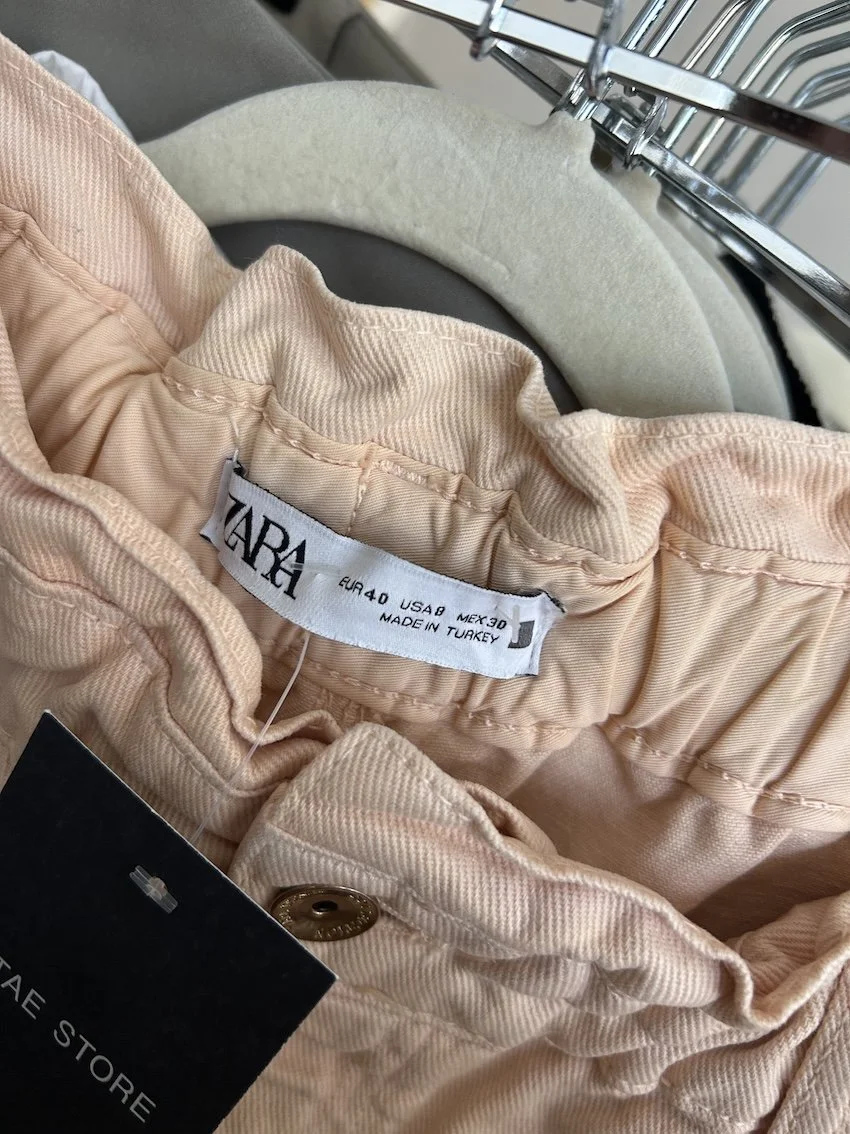 ZARA
EUR 40 USA 8 MEX 30
MADE IN TURKEY
TAE STORE